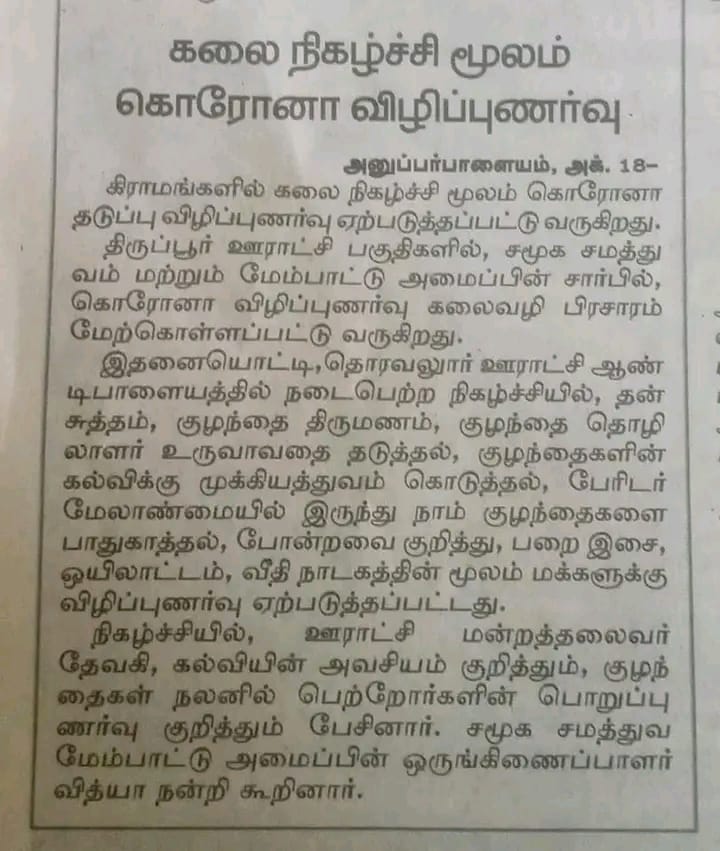 கலை நிகழ்ச்சி மூலம்
கொரோனா விழிப்புணர்வு
அனுப்பர்பாளையம், அக். 18–
கிராமங்களில் கலை நிகழ்ச்சி மூலம் கொரோனா
தடுப்பு விழிப்புணர்வு ஏற்படுத்தப்பட்டு வருகிறது.
திருப்பூர் ஊராட்சி பகுதிகளில், சமூக சமத்து
வம் மற்றும் மேம்பாட்டு அமைப்பின் சார்பில்,
கொரோனா விழிப்புணர்வு கலைவழி பிரசாரம்
மேற்கொள்ளப்பட்டு வருகிறது.
இதனையொட்டி,தொரவலுார் ஊராட்சி ஆண்
டிபாளையத்தில் நடைபெற்ற நிகழ்ச்சியில், தன்
சுத்தம், குழந்தை திருமணம், குழந்தை தொழி
லாளர் உருவாவதை தடுத்தல், குழந்தைகளின்
கல்விக்கு முக்கியத்துவம் கொடுத்தல், பேரிடர்
மேலாண்மையில் இருந்து நாம் குழந்தைகளை
பாதுகாத்தல், போன்றவை குறித்து, பறை இசை,
ஒயிலாட்டம், வீதி நாடகத்தின் மூலம் மக்களுக்கு
விழிப்புணர்வு ஏற்படுத்தப்பட்டது.
நிகழ்ச்சியில், ஊராட்சி மன்றத்தலைவர்
தேவகி, கல்வியின் அவசியம் குறித்தும், குழந்
தைகள் நலனில் பெற்றோர்களின் பொறுப்பு
ணர்வு குறித்தும் பேசினார். சமூக சமத்துவ
மேம்பாட்டு அமைப்பின் ஒருங்கிணைப்பாளர்
வித்யா நன்றி கூறினார்.